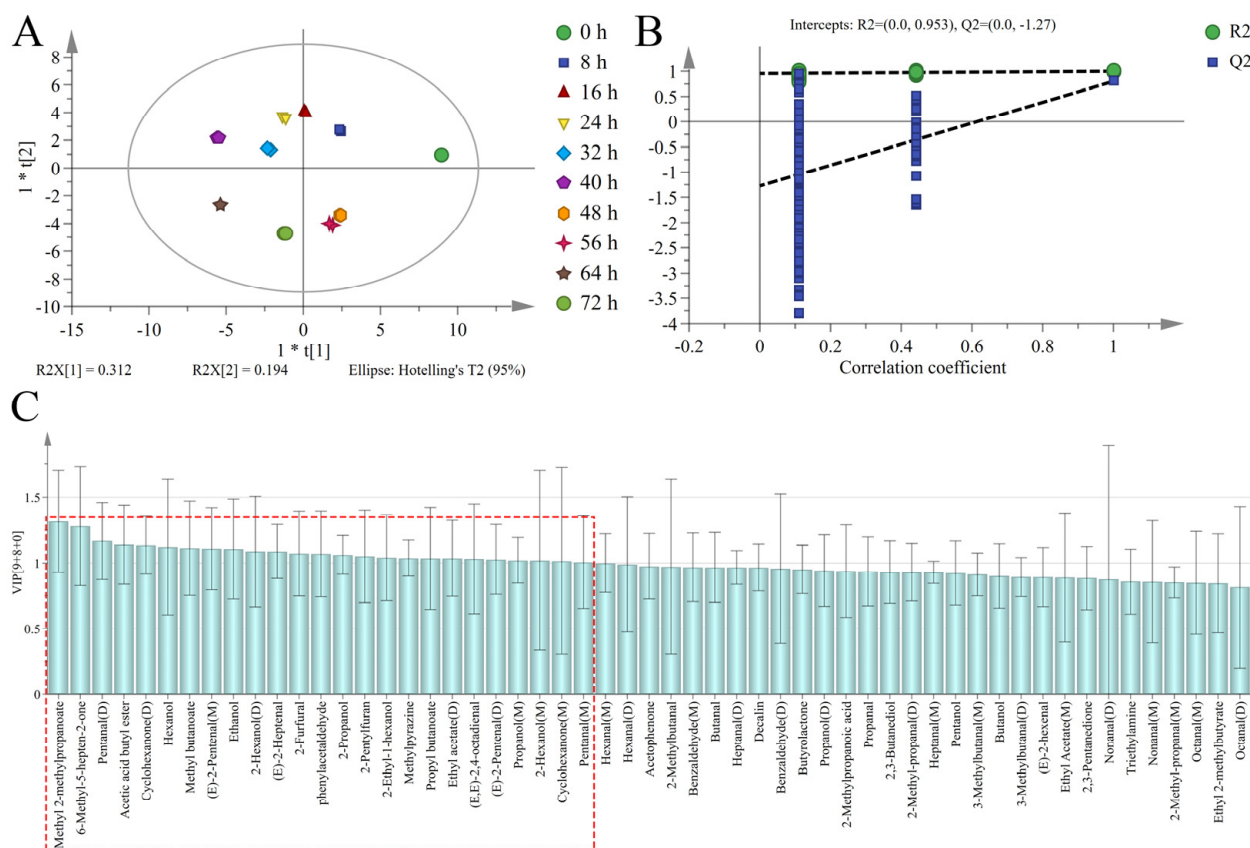 A
8
6
4
2
0
-2
-4
-6
-8
-10
1 * t[2]
-15
-10
-5
0
5
10
1 * t[1]
R2X[1] = 0.312
R2X[2] = 0.194
Ellipse: Hotelling's T2 (95%)
0 h
8 h
16 h
24 h
32 h
40 h
48 h
56 h
64 h
72 h
B
Intercepts: R2=(0.0, 0.953), Q2=(0.0, -1.27)
R2
Q2
1
0.5
0
-0.5
-1
-1.5
-2
-2.5
-3
-3.5
-4
-0.2
0
0.2
0.4
0.6
0.8
1
Correlation coefficient
C
VIP[9+8+0]
1.5
1
0.5
0
Methyl 2-methylpropanoate
6-Methyl-5-hepten-2-one
Pentanal(D)
Acetic acid butyl ester
Cyclohexanone(D)
Hexanol
Methyl butanoate
(E)-2-Pentenal(M)
Ethanol
2-Hexanol(D)
(E)-2-Heptenal
2-Furfural
phenylacetaldehyde
2-Propanol
2-Pentylfuran
2-Ethyl-1-hexanol
Methylpyrazine
Propyl butanoate
Ethyl acetate(D)
(E,E)-2,4-octadienal
(E)-2-Pentenal(D)
Propanol(M)
2-Hexanol(M)
Cyclohexanone(M)
Pentanal(M)
Hexanal(M)
Hexanal(D)
Acetophenone
2-Methylbutanal
Benzaldehyde(M)
Butanal
Heptanal(D)
Decalin
Benzaldehyde(D)
Butyrolactone
Propanol(D)
2-Methylpropanoic acid
Propanal
2,3-Butanediol
2-Methyl-propanal(D)
Heptanal(M)
Pentanol
3-Methylbutanal(M)
Butanol
3-Methylbutanal(D)
(E)-2-hexenal
Ethyl Acetate(M)
2,3-Pentanedione
Nonanal(D)
Triethylamine
Nonanal(M)
2-Methyl-propanal(M)
Octanal(M)
Ethyl 2-methylbutyrate
Octanal(D)